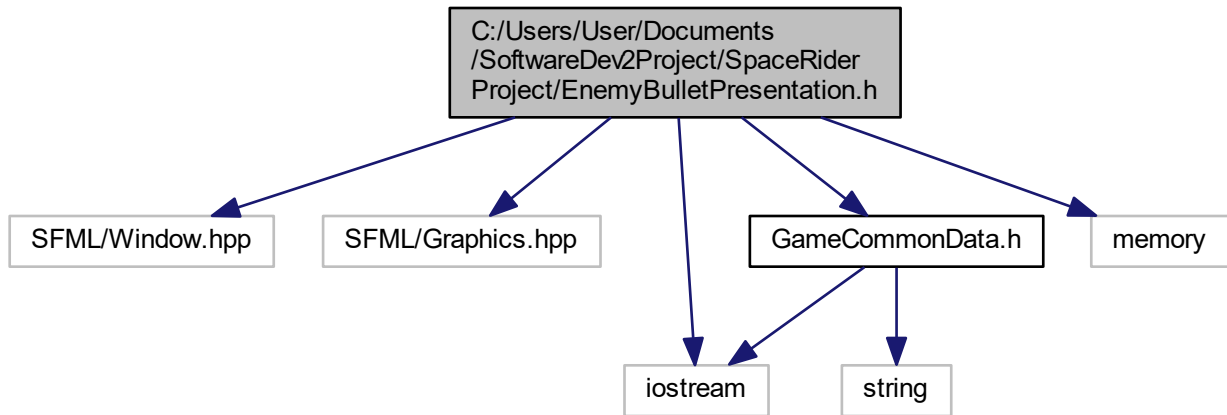 C:/Users/User/Documents
/SoftwareDev2Project/SpaceRider
Project/EnemyBulletPresentation.h
SFML/Window.hpp
SFML/Graphics.hpp
GameCommonData.h
memory
iostream
string